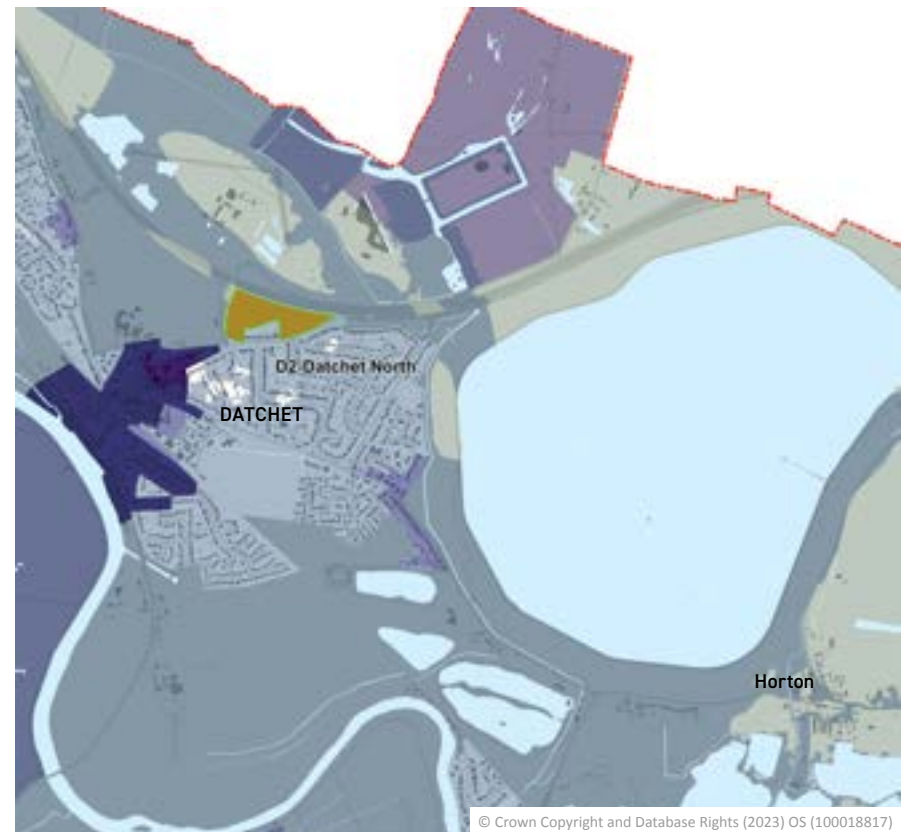 D2 Datchet North
DATCHET
Horton
© Crown Copyright and Database Rights (2023) OS (100018817)